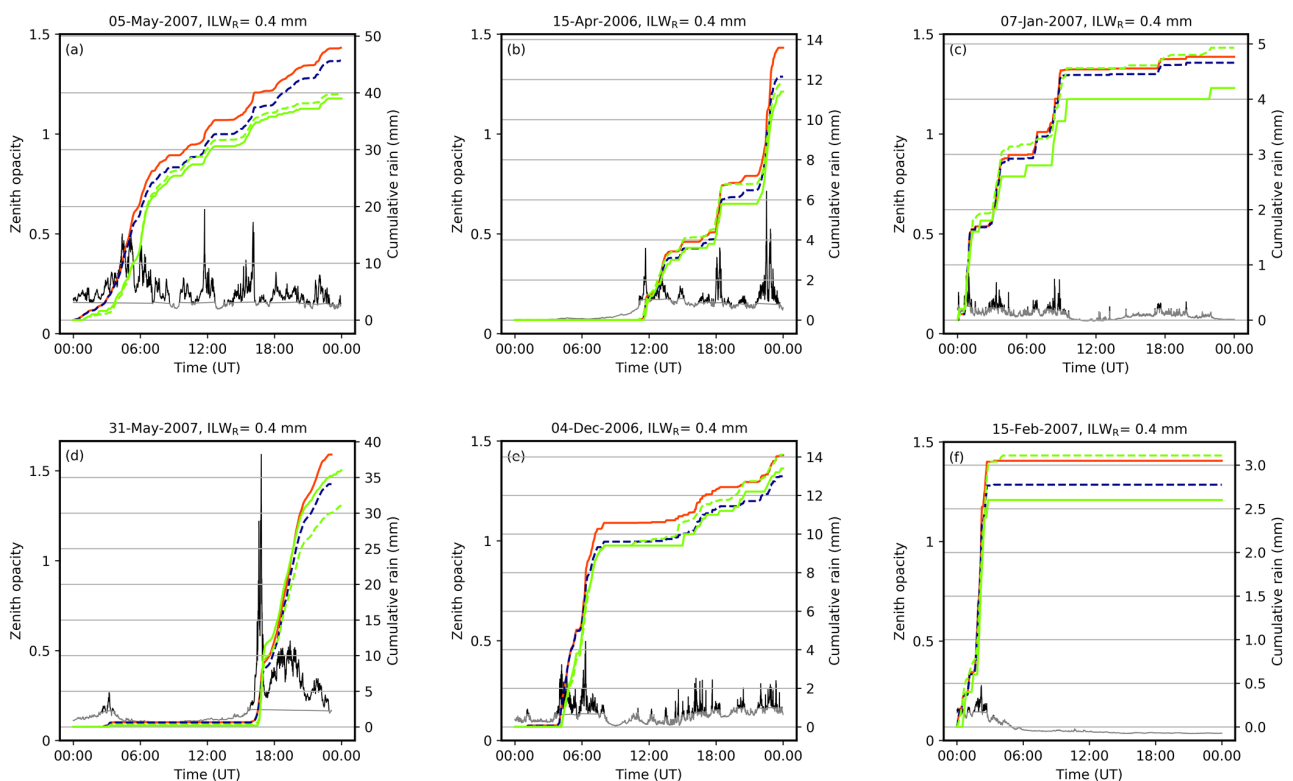 05-May-2007, ILWR= 0.4 mm
(a)
Zenith opacity
1.5
1
0.5
0
50
40
30
20
10
0
Cumulative rain (mm)
00:00 06:00 12:00 18:00 00.00
Time (UT)
15-Apr-2006, ILWR= 0.4 mm
(b)
Zenith opacity
1.5
1
0.5
0
14
12
10
8
6
4
2
0
Cumulative rain (mm)
00:00 06:00 12:00 18:00 00.00
Time (UT)
07-Jan-2007, ILWR= 0.4 mm
(c)
Zenith opacity
1.5
1
0.5
0
5
4
3
2
1
0
Cumulative rain (mm)
00:00 06:00 12:00 18:00 00.00
Time (UT)
31-May-2007, ILWR= 0.4 mm
(d)
Zenith opacity
1.5
1
0.5
0
40
35
30
25
20
15
10
5
0
Cumulative rain (mm)
00:00 06:00 12:00 18:00 00.00
Time (UT)
04-Dec-2006, ILWR= 0.4 mm
(e)
Zenith opacity
1.5
1
0.5
0
14
12
10
8
6
4
2
0
Cumulative rain (mm)
00:00 06:00 12:00 18:00 00.00
Time (UT)
15-Feb-2007, ILWR= 0.4 mm
(f)
Zenith opacity
1.5
1
0.5
0
3.0
2.5
2.0
1.5
1.0
0.5
0.0
Cumulative rain (mm)
00:00 06:00 12:00 18:00 00.00
Time (UT)